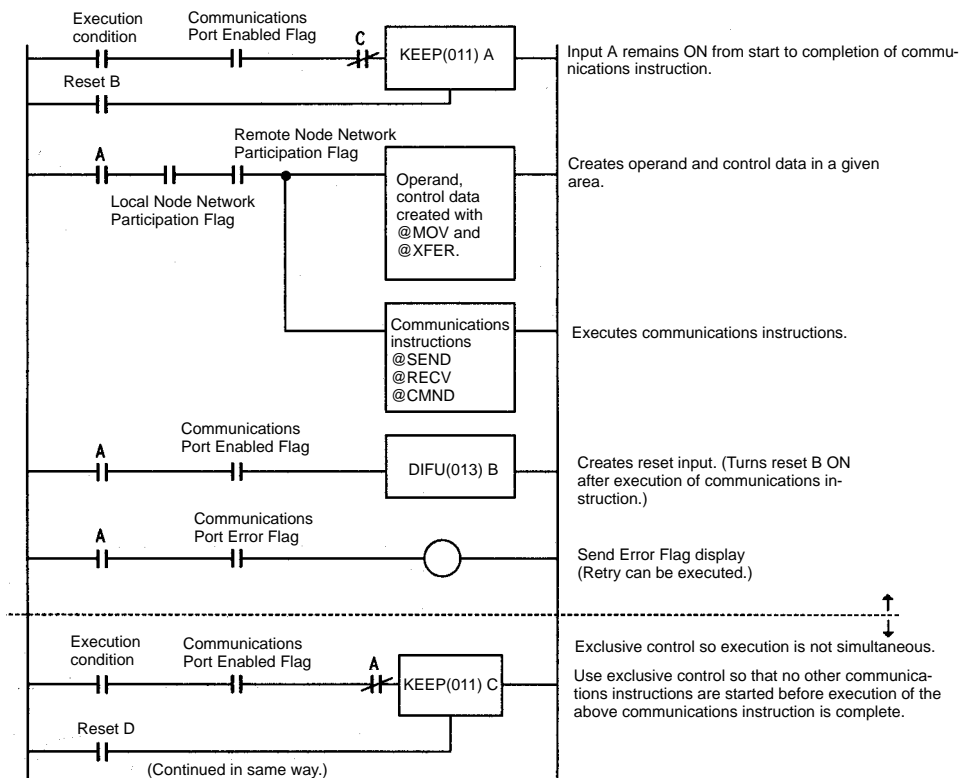 Execution
condition
Communications
Port Enabled Flag
C
KEEP(011) A
Input A remains ON from start to completion of commu-
nications instruction.
Reset B
A
Remote Node Network
Participation Flag
Local Node Network
Participation Flag
Operand,
control data
created with
@MOV and
@XFER.
Creates operand and control data in a given
area.
Communications
instructions
@SEND
@RECV
@CMND
Executes communications instructions.
A
Communications
Port Enabled Flag
DIFU(013) B
Creates reset input. (Turns reset B ON
after execution of communications in-
struction.)
A
Communications
Port Error Flag
Send Error Flag display
(Retry can be executed.)
Exclusive control so execution is not simultaneous.
Execution
condition
Communications
Port Enabled Flag
A
KEEP(011) C
Use exclusive control so that no other communica-
tions instructions are started before execution of the
above communications instruction is complete.
Reset D
(Continued in same way.)